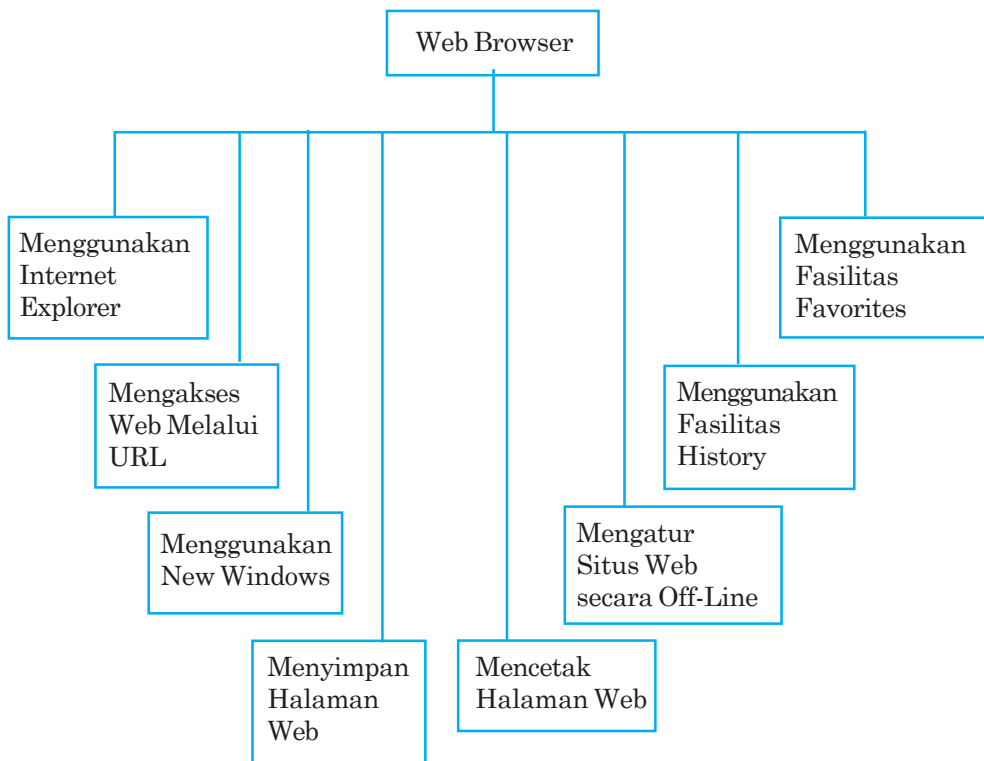 Web Browser
Menggunakan
Internet
Explorer
Mengakses
Web Melalui
URL
Menggunakan
New Windows
Menyimpan
Halaman
Web
Mencetak
Halaman Web
Mengatur
Situs Web
secara Off-Line
Menggunakan
Fasilitas
History
Menggunakan
Fasilitas
Favorites